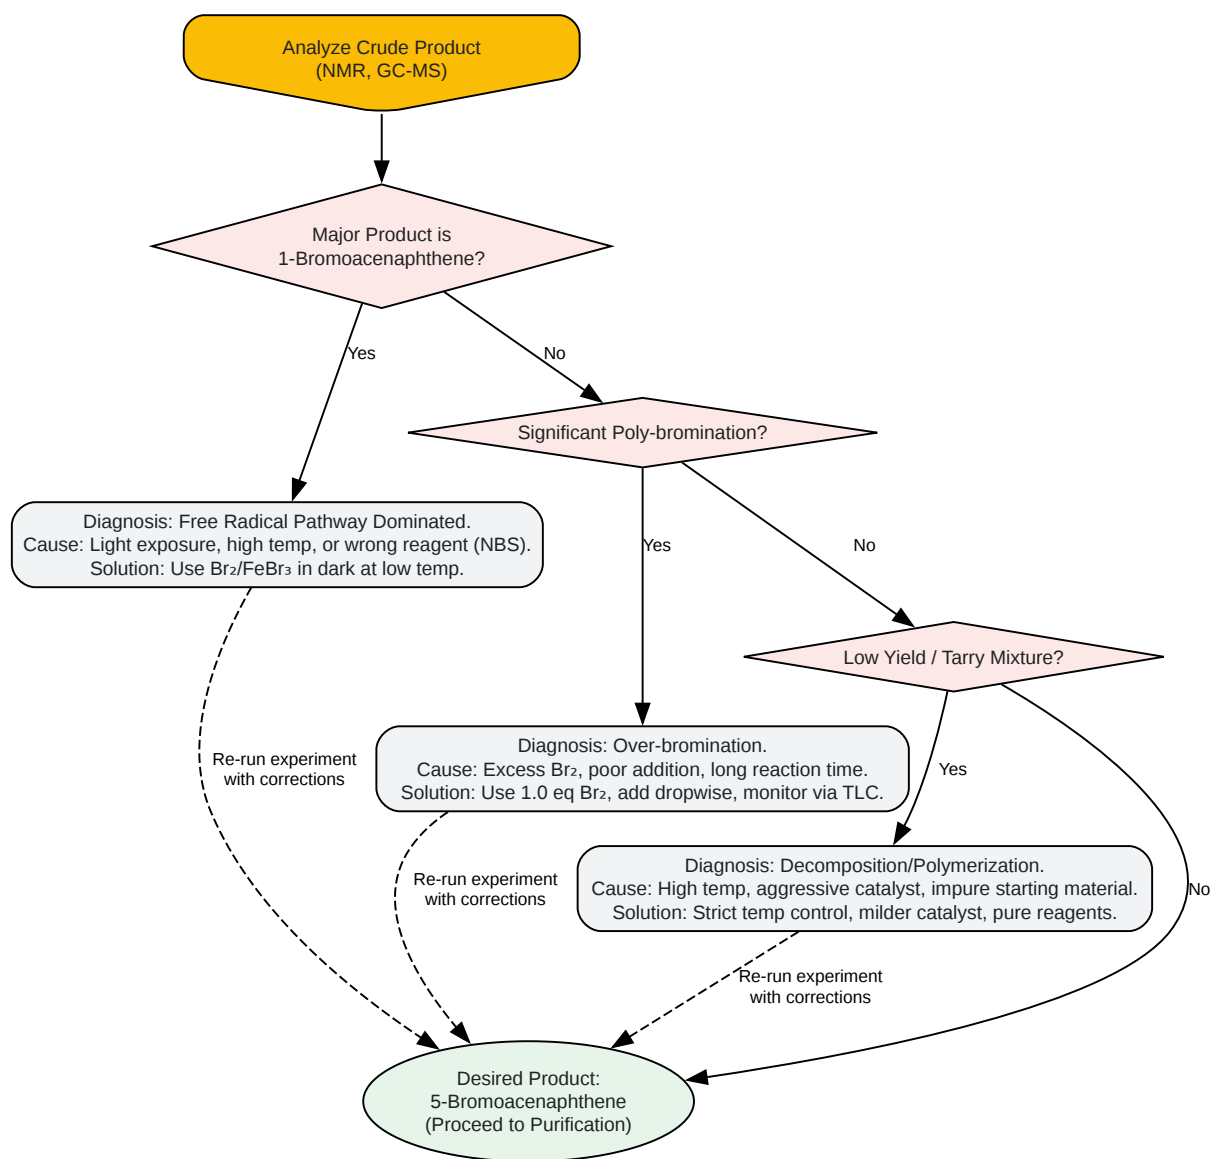 Analyze Crude Product
(NMR, GC-MS)
Major Product is
1-Bromoacenaphthene?
Yes
No
Significant Poly-bromination?
Diagnosis: Free Radical Pathway Dominated.
Cause: Light exposure, high temp, or wrong reagent (NBS).
Solution: Use Br₂/FeBr₃ in dark at low temp.
Yes
No
Low Yield / Tarry Mixture?
Re-run experiment
with corrections
Diagnosis: Over-bromination.
Cause: Excess Br₂, poor addition, long reaction time.
Solution: Use 1.0 eq Br₂, add dropwise, monitor via TLC.
Yes
Re-run experiment
with corrections
Diagnosis: Decomposition/Polymerization.
Cause: High temp, aggressive catalyst, impure starting material.
Solution: Strict temp control, milder catalyst, pure reagents.
No
Re-run experiment
with corrections
Desired Product:
5-Bromoacenaphthene
(Proceed to Purification)